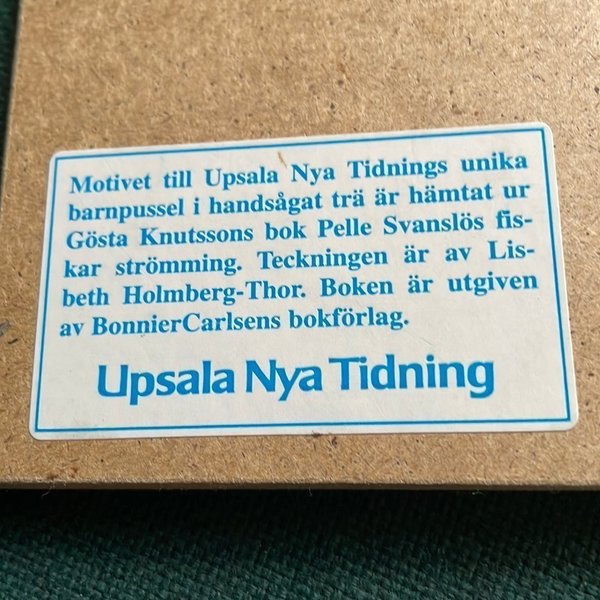 Motivet till Upsala Nya Tidnings unika
barnpussel i handsågat trä är hämtat ur
Gösta Knutssons bok Pelle Svanslös fis-
kar strömming. Teckningen är av Lis-
beth Holmberg-Thor. Boken är utgiven
av BonnierCarlsens bokförlag.
Upsala Nya Tidning